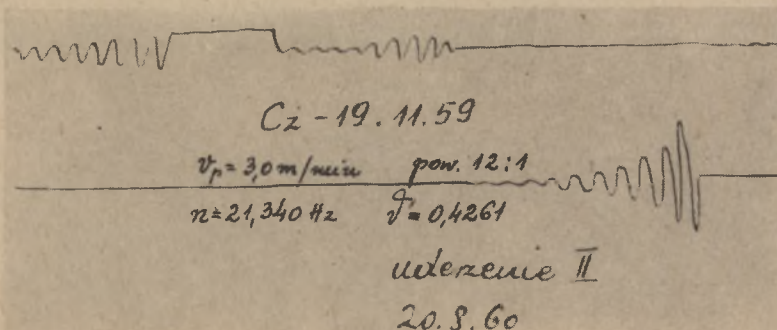 Cz - 19.11.59
vₚ = 3,0 m/min pow. 12:1
n = 21,340 Hz ϑ = 0,4261
uderzenie II
20.9.60